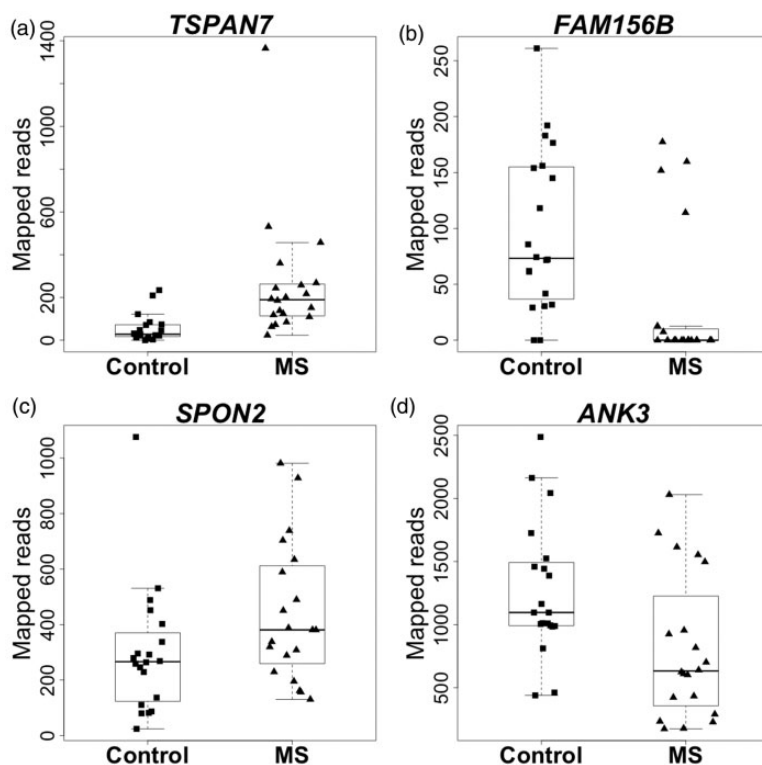 (a)
TSPAN7
Mapped reads
1400
1000
600
200
0
Control MS
(b)
FAM156B
Mapped reads
250
200
150
100
50
0
Control MS
(c)
SPON2
Mapped reads
1000
800
600
400
200
0
Control MS
(d)
ANK3
Mapped reads
2500
2000
1500
1000
500
Control MS